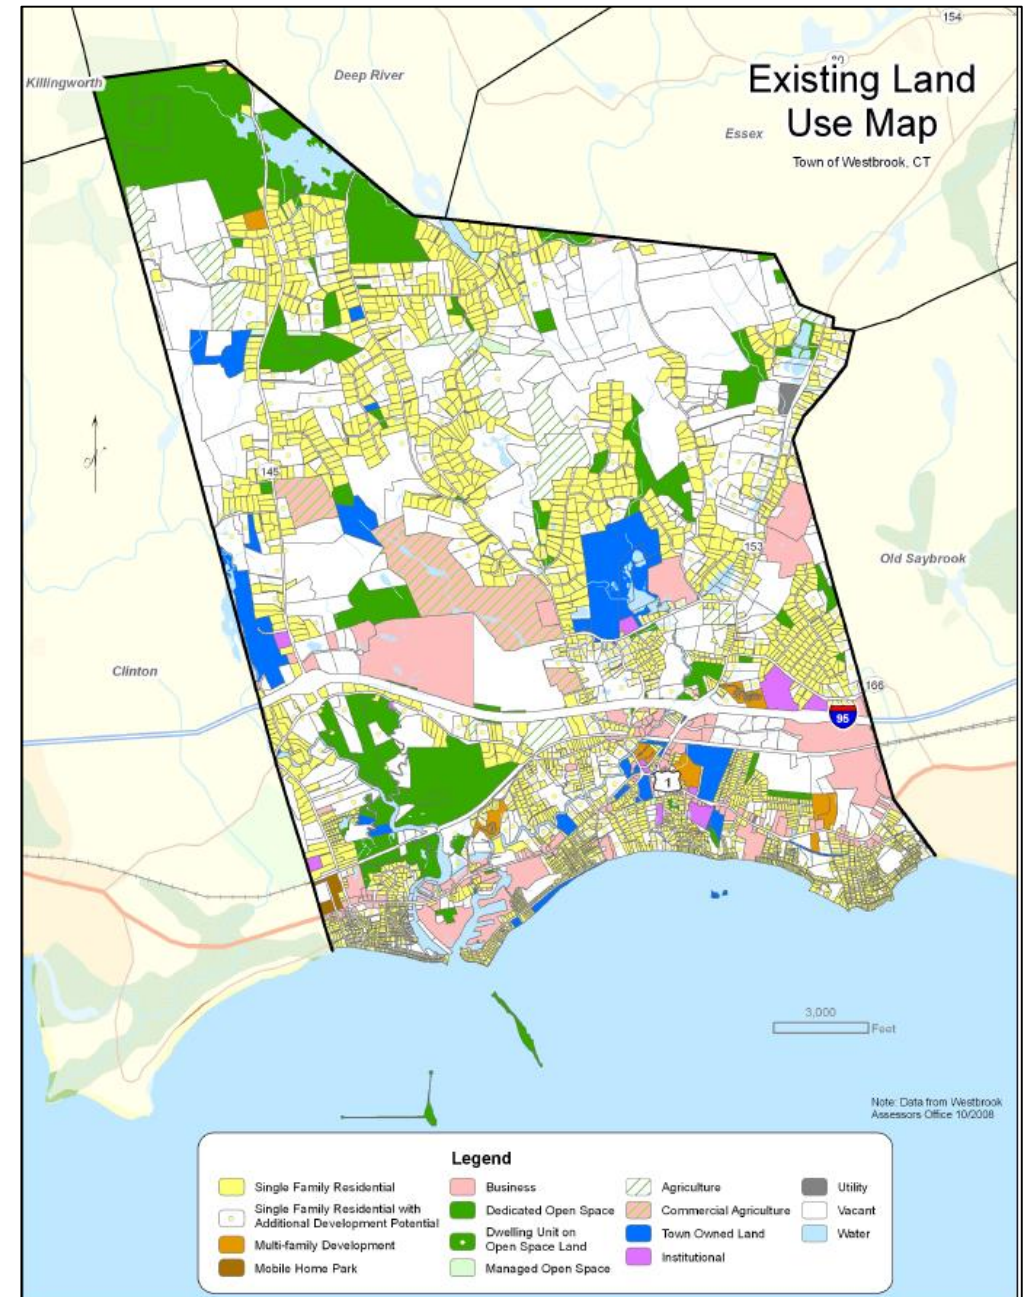 154
80
Killingworth
Deep River
Existing Land
Use Map
Essex
Town of Westbrook, CT
145
153
Old Saybrook
Clinton
166
95
1
3,000
Feet
Note: Data from Westbrook
Assessors Office 10/2008
Legend
Single Family Residential
Single Family Residential with
Additional Development Potential
Multi-family Development
Mobile Home Park
Business
Dedicated Open Space
Dwelling Unit on
Open Space Land
Managed Open Space
Agriculture
Commercial Agriculture
Town Owned Land
Institutional
Utility
Vacant
Water